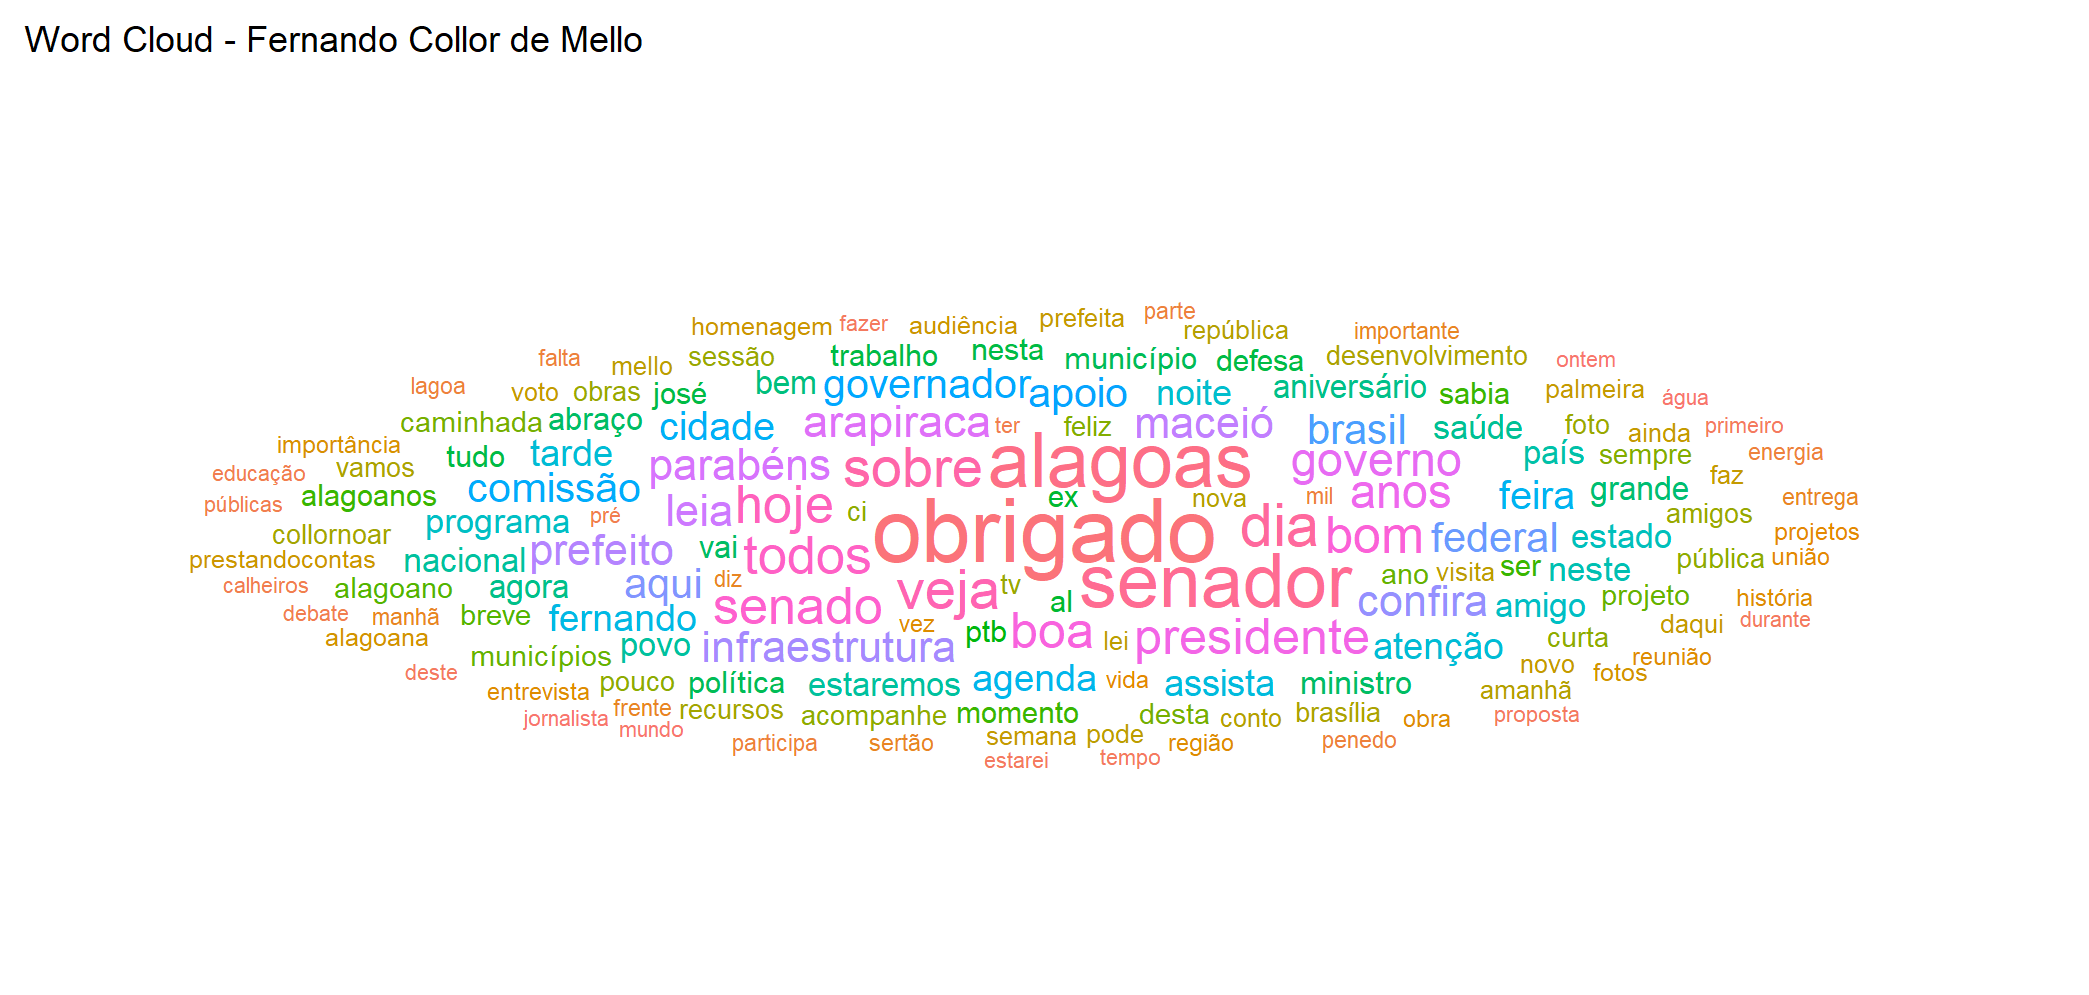 Word Cloud - Fernando Collor de Mello
homenagem fazer audiência prefeita parte
república importante
falta mello sessão trabalho nesta município defesa desenvolvimento ontem
lagoa voto obras josé bem governador apoio noite aniversário sabia palmeira água
caminhada abraço cidade arapiraca ter feliz maceió brasil saúde foto ainda primeiro
importância tudo tarde parabéns sobre alagoas governo país sempre energia
educação vamos faz
públicas alagoanos comissão leia hoje ci ex nova mil anos feira grande entrega
collornoar programa pré obrigado dia bom federal estado amigos projetos
prestandocontas nacional prefeito vai todos neste pública união
calheiros alagoano agora aqui diz veja tv senador ano visita ser
debate manhã breve fernando senado vez al confira amigo projeto história
alagoana ptb boa lei presidente curta daqui durante
municípios povo infraestrutura atenção novo reunião
deste entrevista pouco política estaremos agenda vida assista ministro amanhã fotos
jornalista frente recursos acompanhe momento desta conto brasília obra proposta
mundo participa sertão semana pode região penedo
estarei tempo